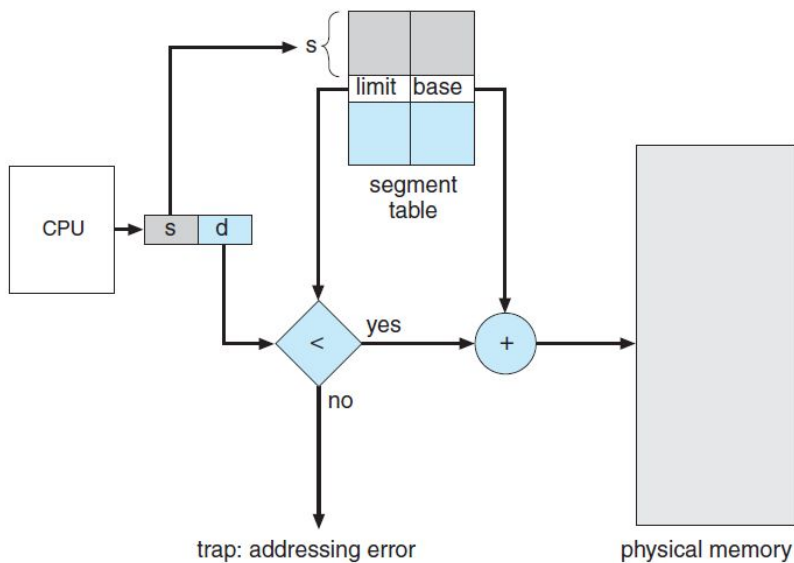 s
limit base
segment
table
CPU
s d
yes
<
+
no
trap: addressing error
physical memory